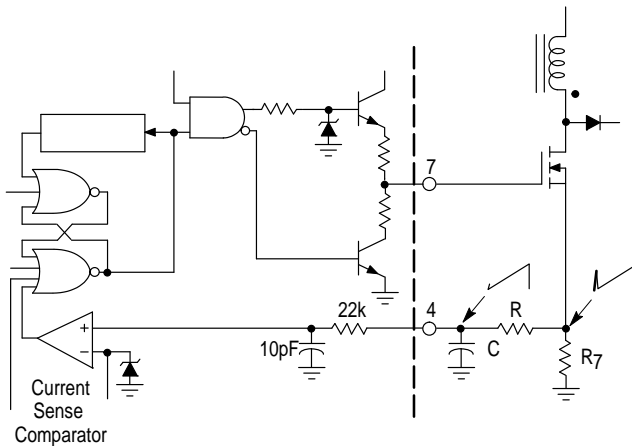 7
22k
4
R
10pF
C
R7
+
−
Current
Sense
Comparator